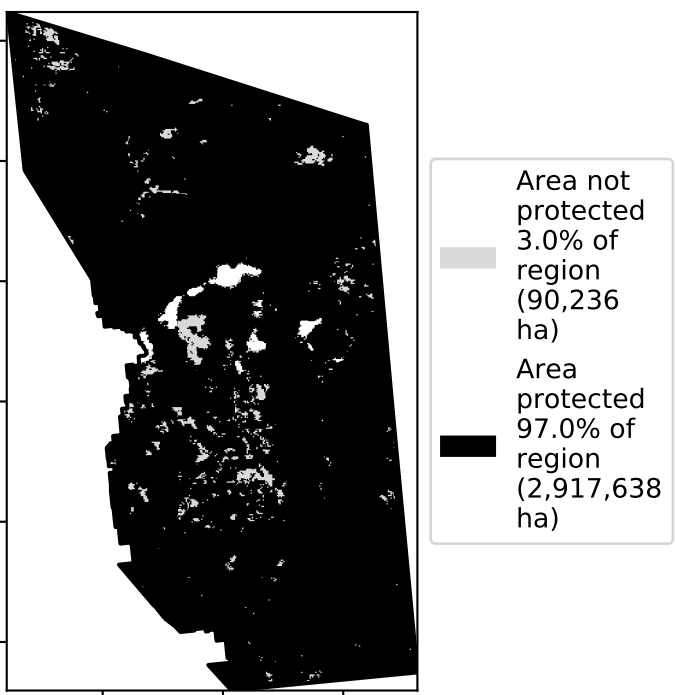 Area not
protected
3.0% of
region
(90,236
ha)
Area
protected
97.0% of
region
(2,917,638
ha)